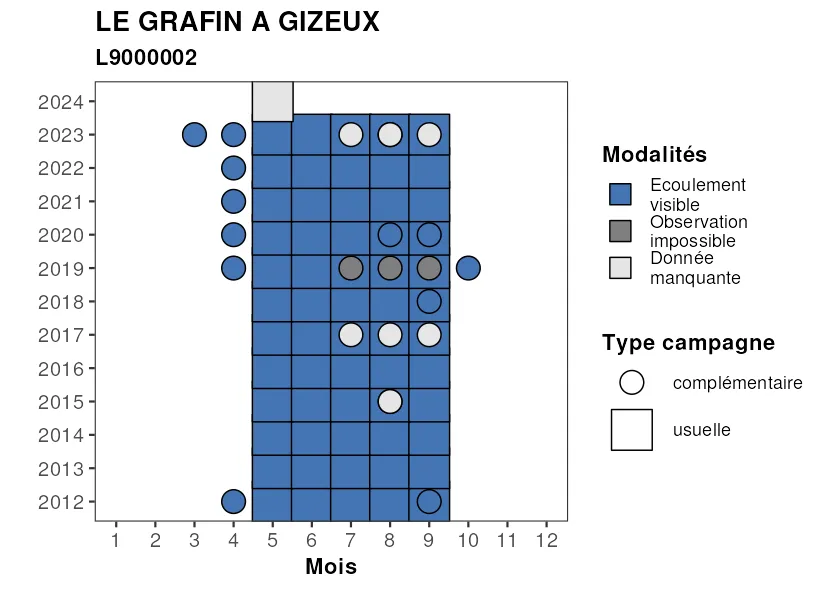 LE GRAFIN A GIZEUX
L9000002
2024
2023
2022
2021
2020
2019
2018
2017
2016
2015
2014
2013
2012
1 2 3 4 5 6 7 8 9 10 11 12
Mois
Modalités
Ecoulement
visible
Observation
impossible
Donnée
manquante
Type campagne
complémentaire
usuelle